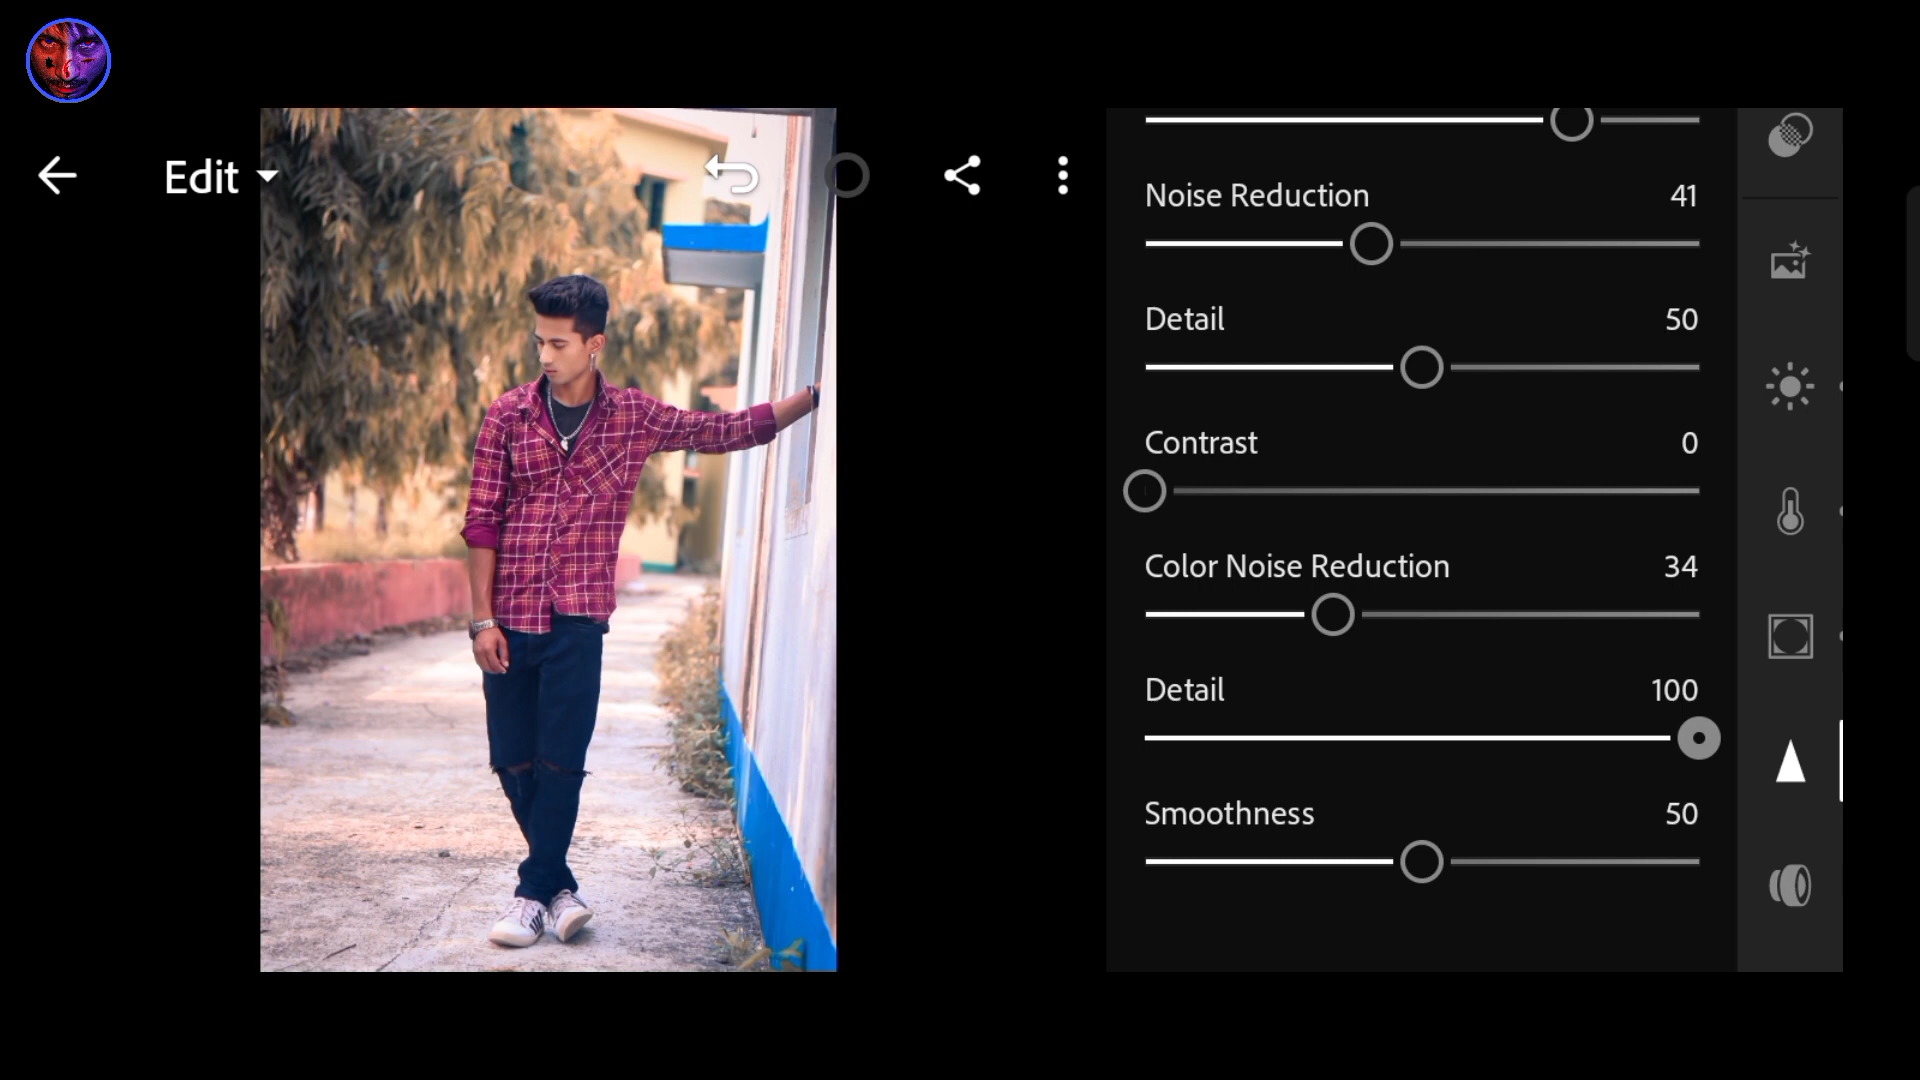 Edit
Noise Reduction 41
Detail 50
Contrast 0
Color Noise Reduction 34
Detail 100
Smoothness 50